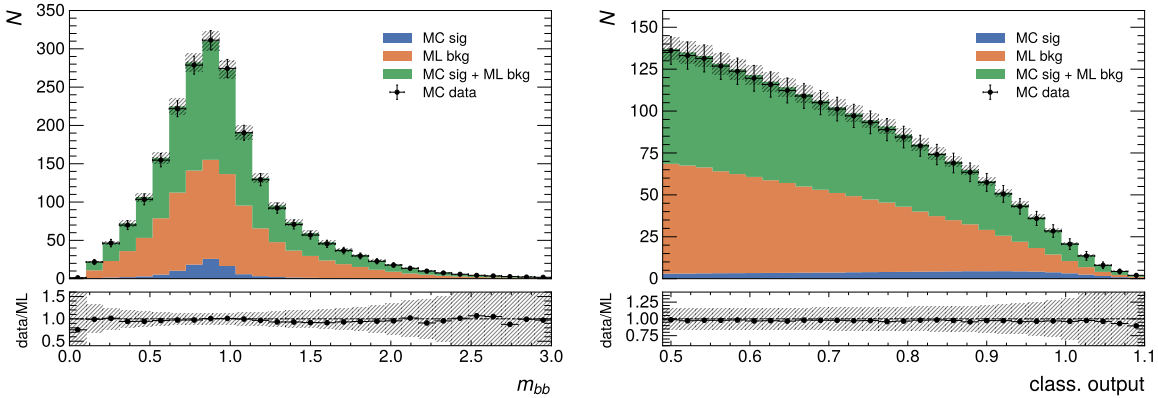 N
350
300
250
200
150
100
50
0
MC sig
ML bkg
MC sig + ML bkg
MC data
data/ML
1.5
1.0
0.5
0.0 0.5 1.0 1.5 2.0 2.5 3.0
m_bb
N
150
125
100
75
50
25
0
MC sig
ML bkg
MC sig + ML bkg
MC data
data/ML
1.25
1.00
0.75
0.5 0.6 0.7 0.8 0.9 1.0 1.1
class. output